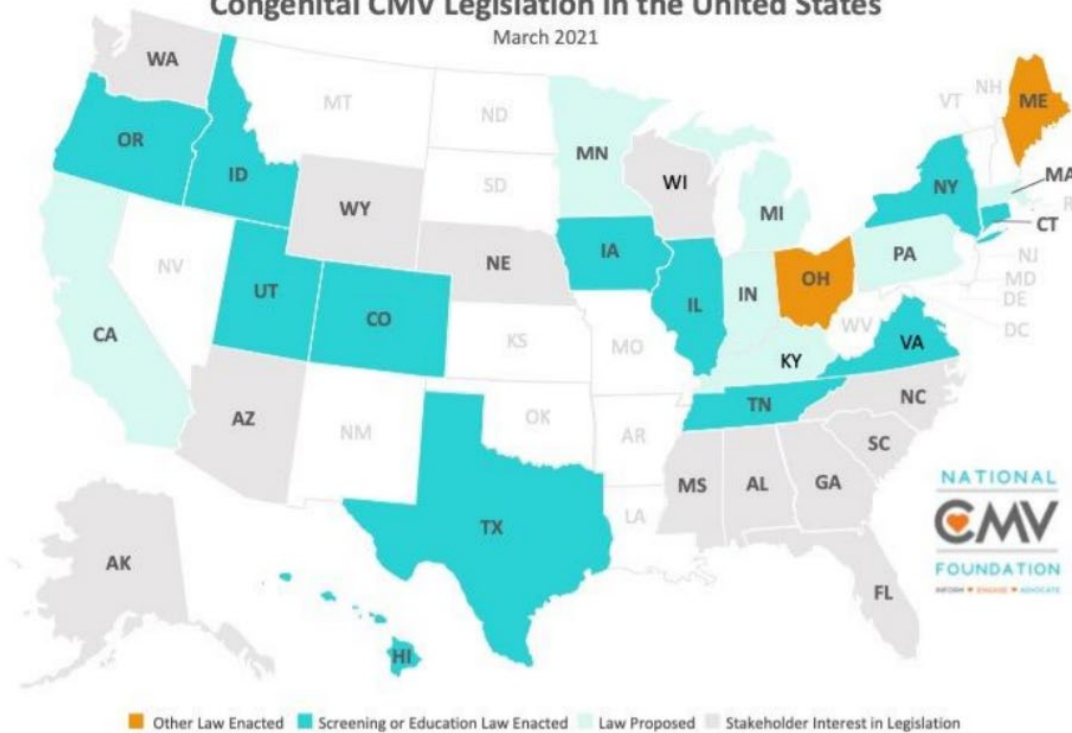 Congenital CMV Legislation in the United States
March 2021
WA
MT
ND
MN
VT
NH
ME
OR
ID
SD
WI
MI
NY
MA
R
CT
WY
NE
IA
PA
NJ
MD
DE
DC
NV
UT
CO
IL
IN
OH
WV
VA
CA
KS
MO
KY
AZ
NM
OK
AR
TN
NC
SC
MS
AL
GA
LA
TX
AK
FL
HI
NATIONAL
CMV
FOUNDATION
INFORM ♥ ENGAGE ♥ ADVOCATE
Other Law Enacted
Screening or Education Law Enacted
Law Proposed
Stakeholder Interest in Legislation